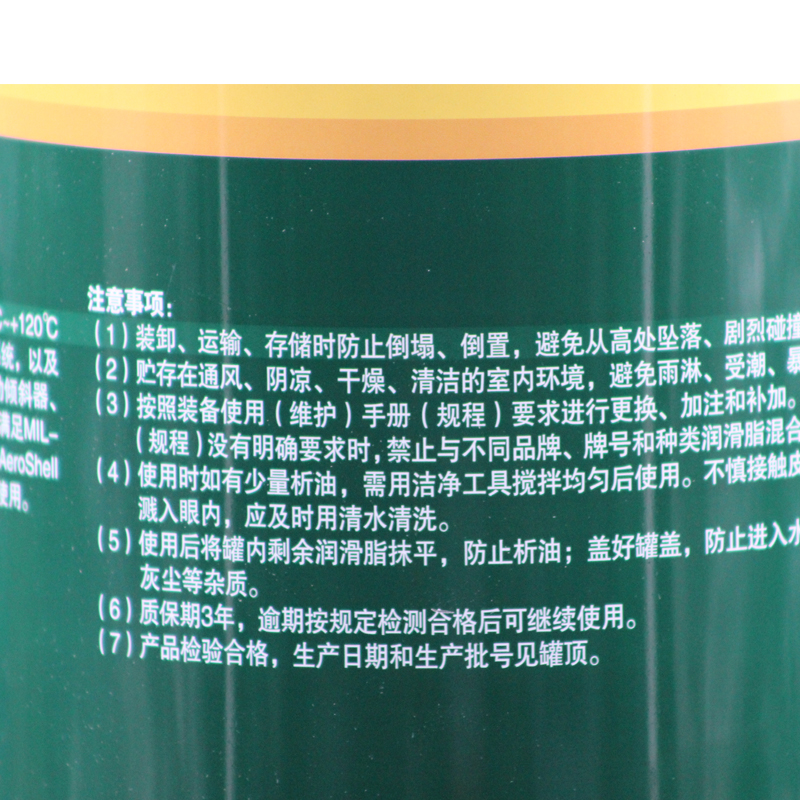 ~+120℃
统，以及
倾斜器、
满足MIL-
AeroShell
使用。
注意事项：
（1）装卸、运输、存储时防止倒塌、倒置，避免从高处坠落、剧烈碰撞
（2）贮存在通风、阴凉、干燥、清洁的室内环境，避免雨淋、受潮、暴
（3）按照装备使用（维护）手册（规程）要求进行更换、加注和补加。
（规程）没有明确要求时，禁止与不同品牌、牌号和种类润滑脂混合
（4）使用时如有少量析油，需用洁净工具搅拌均匀后使用。不慎接触皮
溅入眼内，应及时用清水清洗。
（5）使用后将罐内剩余润滑脂抹平，防止析油；盖好罐盖，防止进入水
灰尘等杂质。
（6）质保期3年，逾期按规定检测合格后可继续使用。
（7）产品检验合格，生产日期和生产批号见罐顶。